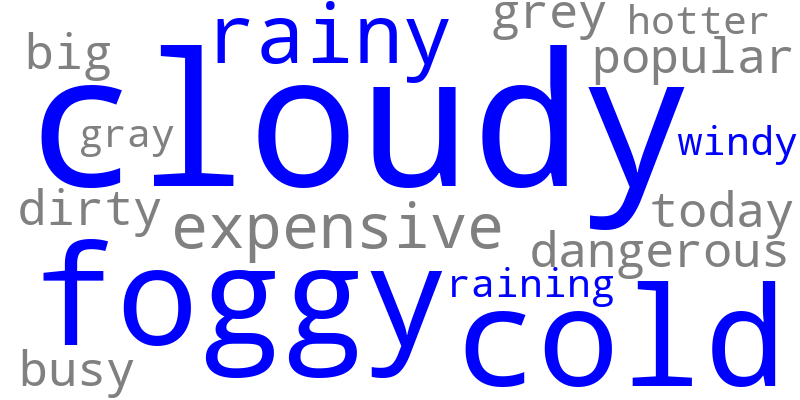 rainy
grey
hotter
big
popular
cloudy
gray
windy
dirty
expensive
today
dangerous
foggy
raining
cold
busy